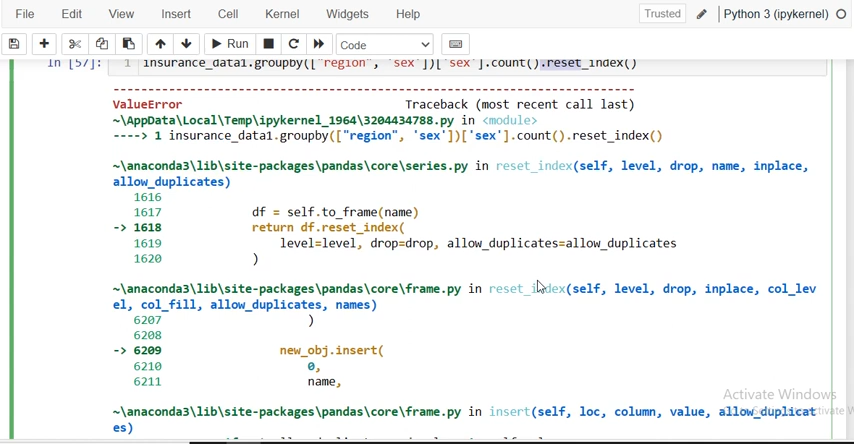 File Edit View Insert Cell Kernel Widgets Help Trusted Python 3 (ipykernel)
Run Code
In [57]: 1 insurance_data1.groupby(["region", 'sex'])['sex'].count().reset_index()
ValueError Traceback (most recent call last)
~\AppData\Local\Temp\ipykernel_1964\3204434788.py in <module>
----> 1 insurance_data1.groupby(["region", 'sex'])['sex'].count().reset_index()
~\anaconda3\lib\site-packages\pandas\core\series.py in reset_index(self, level, drop, name, inplace,
allow_duplicates)
1616
1617 df = self.to_frame(name)
-> 1618 return df.reset_index(
1619 level=level, drop=drop, allow_duplicates=allow_duplicates
1620 )
~\anaconda3\lib\site-packages\pandas\core\frame.py in reset_index(self, level, drop, inplace, col_lev
el, col_fill, allow_duplicates, names)
6207 )
6208
-> 6209 new_obj.insert(
6210 0,
6211 name,
Activate Windows
~\anaconda3\lib\site-packages\pandas\core\frame.py in insert(self, loc, column, value, allow_duplicat
es)